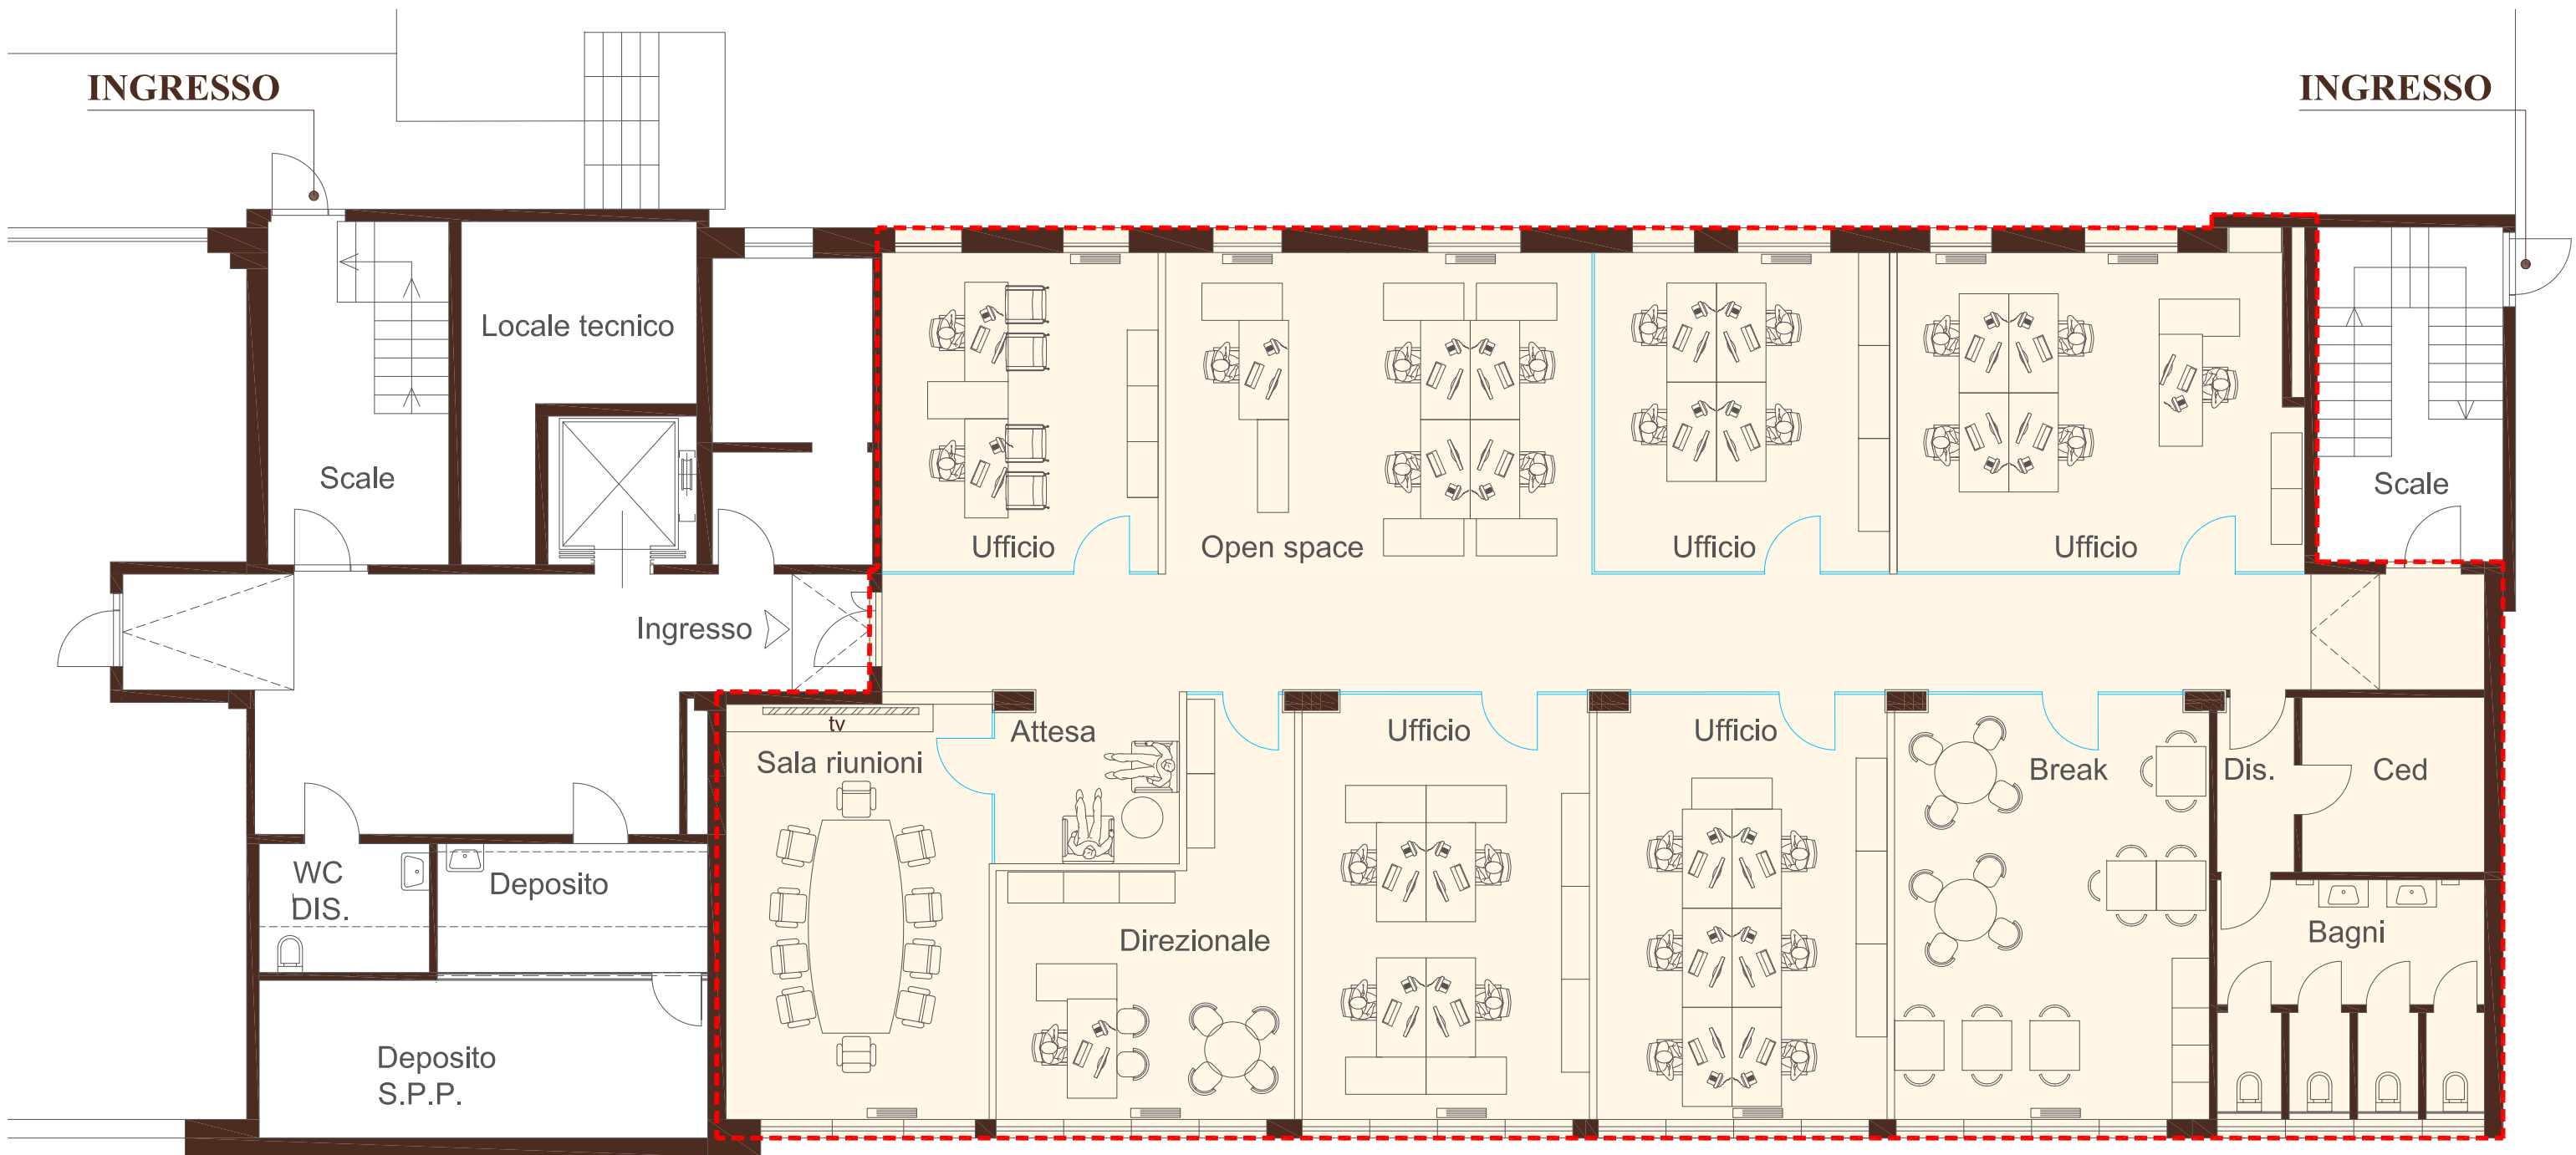 INGRESSO
INGRESSO
Locale tecnico
Scale
Scale
Ufficio
Open space
Ufficio
Ufficio
Ingresso
tv
Attesa
Ufficio
Ufficio
Sala riunioni
Break
Dis.
Ced
WC
DIS.
Deposito
Direzionale
Bagni
Deposito
S.P.P.